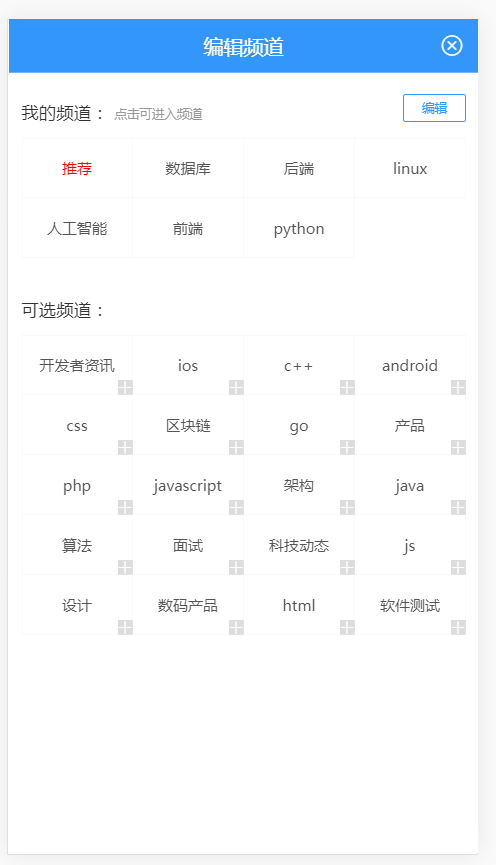 编辑频道
我的频道： 点击可进入频道 编辑
推荐 数据库 后端 linux
人工智能 前端 python
可选频道：
开发者资讯 ios c++ android
css 区块链 go 产品
php javascript 架构 java
算法 面试 科技动态 js
设计 数码产品 html 软件测试